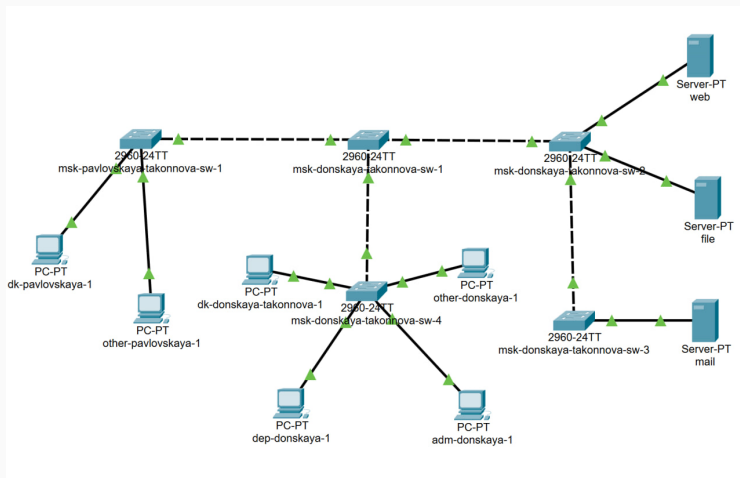 Server-PT
web
2960-24TT
msk-pavlovskaya-takonnova-sw-1
2960-24TT
msk-donskaya-takonnova-sw-1
2960-24TT
msk-donskaya-takonnova-sw-2
Server-PT
file
PC-PT
dk-pavlovskaya-1
PC-PT
dk-donskaya-takonnova-1
PC-PT
other-donskaya-1
2960-24TT
msk-donskaya-takonnova-sw-4
PC-PT
other-pavlovskaya-1
2960-24TT
msk-donskaya-takonnova-sw-3
Server-PT
mail
PC-PT
dep-donskaya-1
PC-PT
adm-donskaya-1